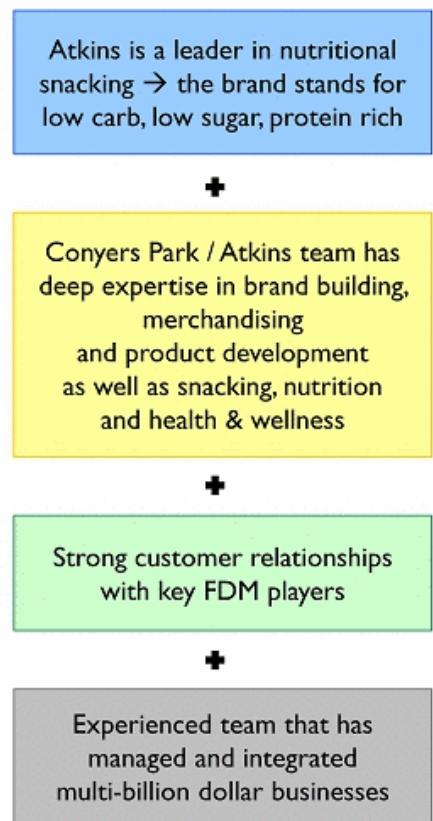 Atkins is a leader in nutritional
snacking → the brand stands for
low carb, low sugar, protein rich
+
Conyers Park / Atkins team has
deep expertise in brand building,
merchandising
and product development
as well as snacking, nutrition
and health & wellness
+
Strong customer relationships
with key FDM players
+
Experienced team that has
managed and integrated
multi-billion dollar businesses